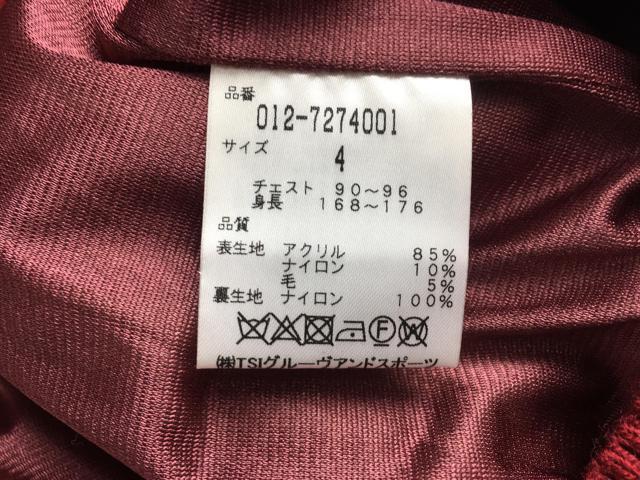 品番
012-7274001
サイズ
4
チェスト 90～96
身長 168～176
品質
表生地 アクリル 85%
ナイロン 10%
毛 5%
裏生地 ナイロン 100%
㈱TSIグルーヴアンドスポーツ